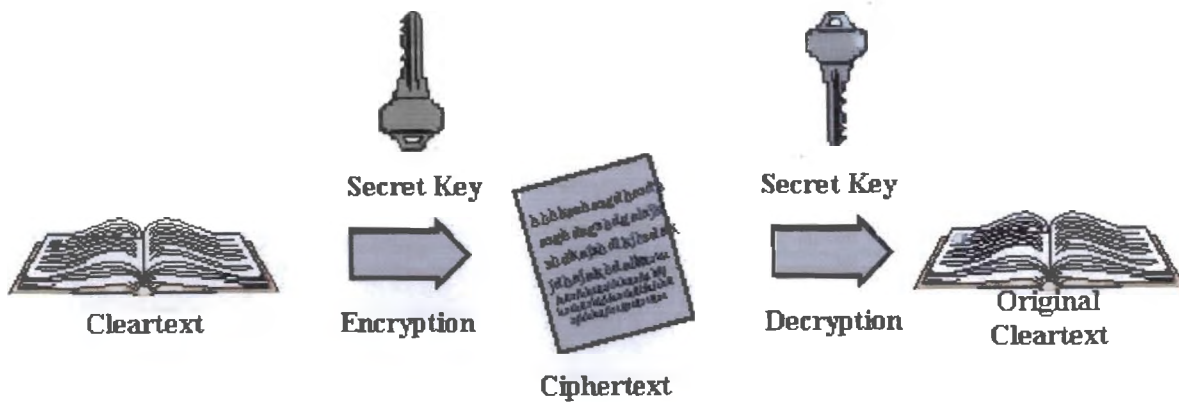 Secret Key
Secret Key
Cleartext
Encryption
Decryption
Original
Cleartext
Ciphertext